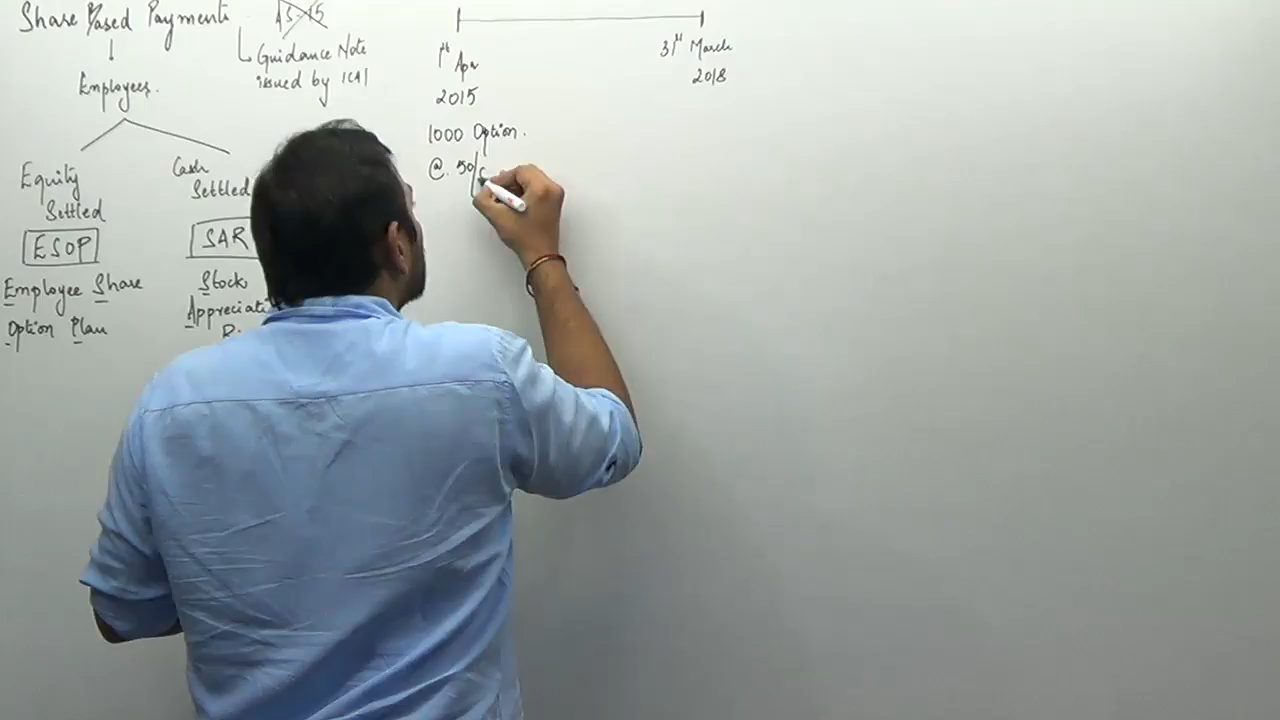 Share Based Payments
AS-15
Guidance Note
issued by ICAI
Employees.
Equity
Settled
ESOP
Employee Share
Option Plan
Cash
Settled
SAR
Stock
1st Apr
2015
31st March
2018
1000 Option.
@. 50/